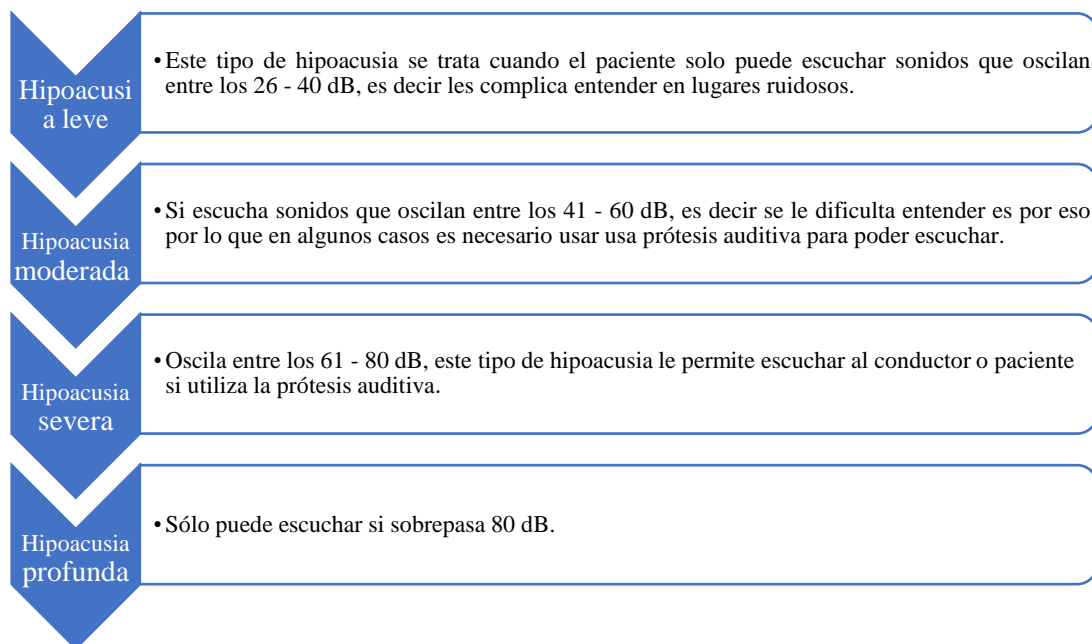 Hipoacusi
a leve
• Este tipo de hipoacusia se trata cuando el paciente solo puede escuchar sonidos que oscilan
entre los 26 - 40 dB, es decir les complica entender en lugares ruidosos.
Hipoacusia
moderada
• Si escucha sonidos que oscilan entre los 41 - 60 dB, es decir se le dificulta entender es por eso
por lo que en algunos casos es necesario usar usa prótesis auditiva para poder escuchar.
Hipoacusia
severa
• Oscila entre los 61 - 80 dB, este tipo de hipoacusia le permite escuchar al conductor o paciente
si utiliza la prótesis auditiva.
Hipoacusia
profunda
• Sólo puede escuchar si sobrepasa 80 dB.